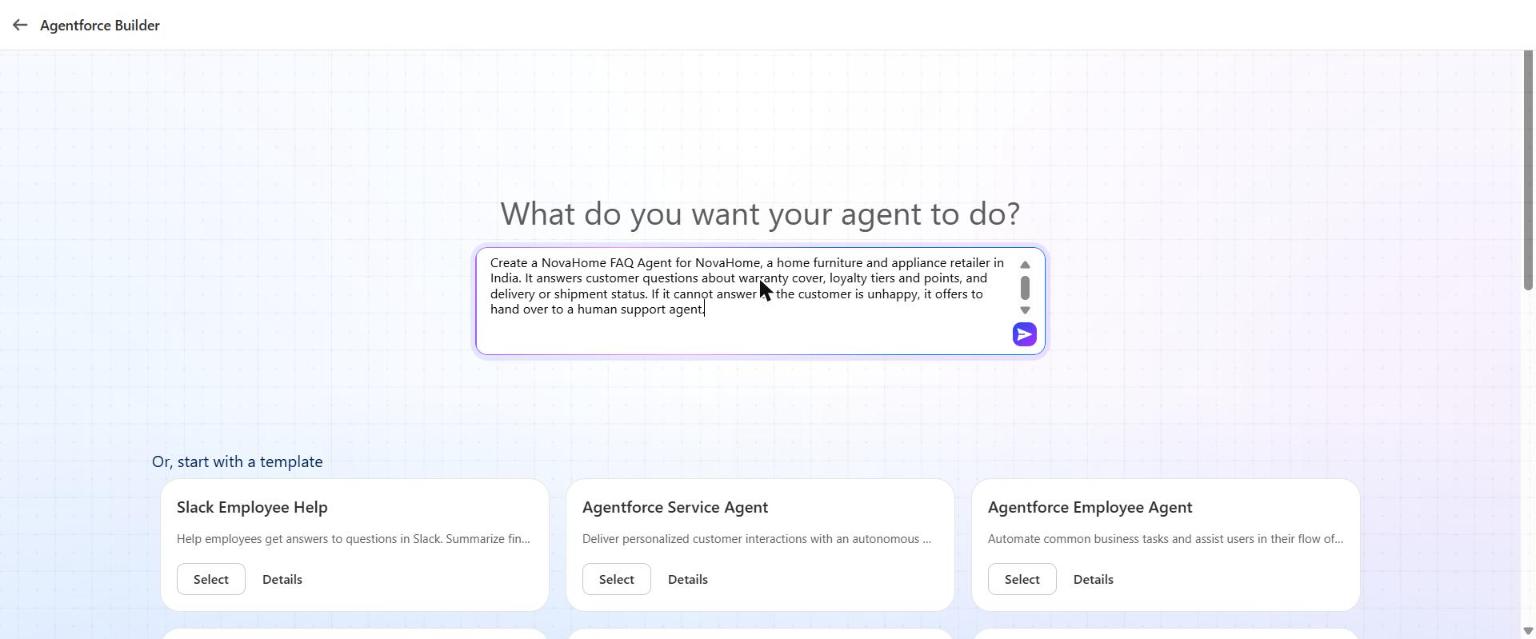 Agentforce Builder
What do you want your agent to do?
Create a NovaHome FAQ Agent for NovaHome, a home furniture and appliance retailer in
India. It answers customer questions about warranty cover, loyalty tiers and points, and
delivery or shipment status. If it cannot answer the customer is unhappy, it offers to
hand over to a human support agent.
Or, start with a template
Slack Employee Help
Help employees get answers to questions in Slack. Summarize fin...
Select Details
Agentforce Service Agent
Deliver personalized customer interactions with an autonomous ...
Select Details
Agentforce Employee Agent
Automate common business tasks and assist users in their flow of...
Select Details